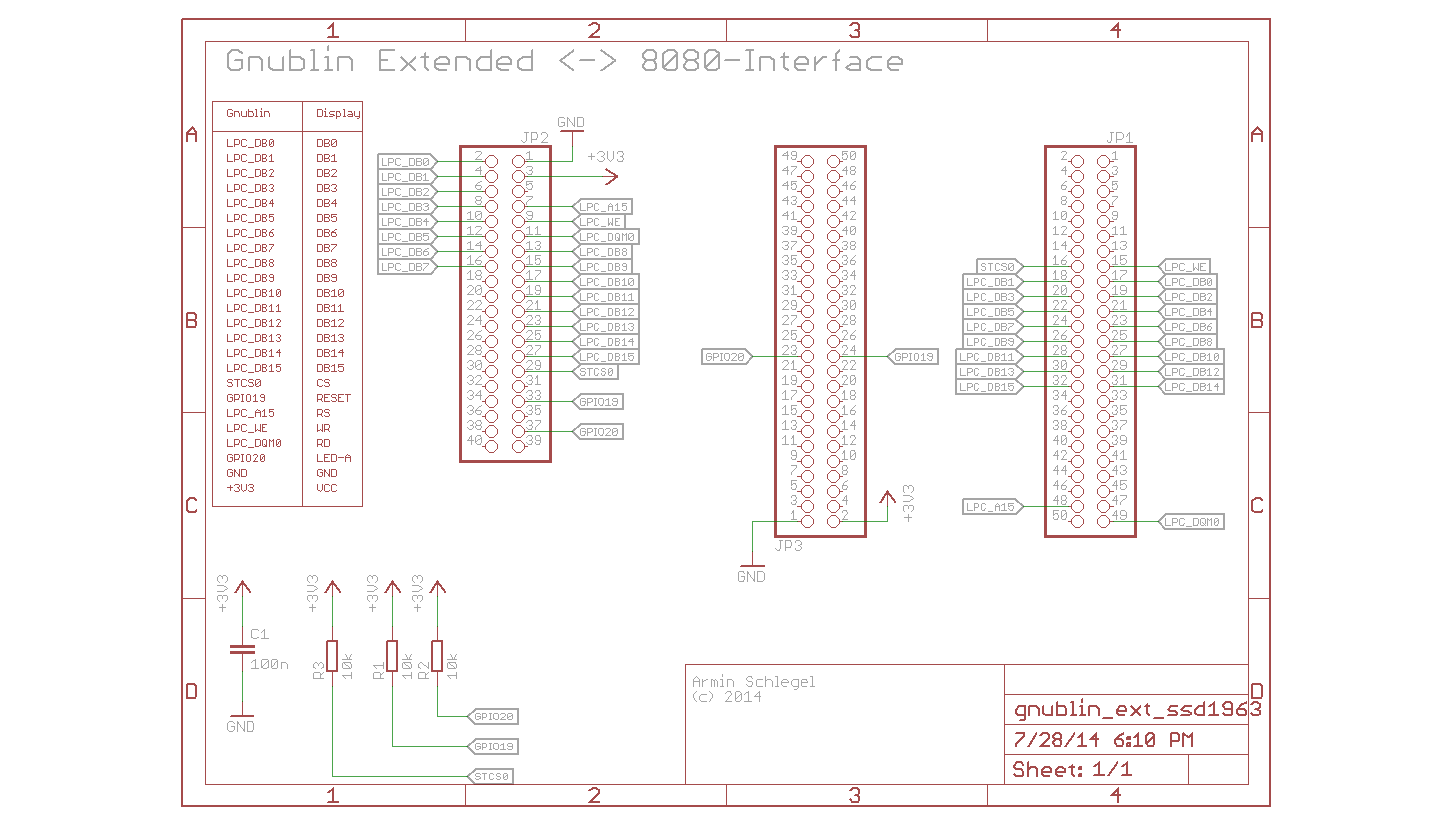 1 2 3 4
Gnublin Extended <-> 8080-Interface
A A
B B
C C
D D
Gnublin Display
LPC_DB0 DB0
LPC_DB1 DB1
LPC_DB2 DB2
LPC_DB3 DB3
LPC_DB4 DB4
LPC_DB5 DB5
LPC_DB6 DB6
LPC_DB7 DB7
LPC_DB8 DB8
LPC_DB9 DB9
LPC_DB10 DB10
LPC_DB11 DB11
LPC_DB12 DB12
LPC_DB13 DB13
LPC_DB14 DB14
LPC_DB15 DB15
STCS0 CS
GPIO19 RESET
LPC_A15 RS
LPC_WE WR
LPC_DQM0 RD
GPIO20 LED-A
GND GND
+3V3 VCC
GND
JP2
+3V3
LPC_DB0 2 1
LPC_DB1 4 3
LPC_DB2 6 5
LPC_DB3 8 7 LPC_A15
LPC_DB4 10 9 LPC_WE
LPC_DB5 12 11 LPC_DQM0
LPC_DB6 14 13 LPC_DB8
LPC_DB7 16 15 LPC_DB9
18 17 LPC_DB10
20 19 LPC_DB11
22 21 LPC_DB12
24 23 LPC_DB13
26 25 LPC_DB14
28 27 LPC_DB15
30 29 STCS0
32 31
34 33 GPIO19
36 35
38 37 GPIO20
40 39
49 50
47 48
45 46
43 44
41 42
39 40
37 38
35 36
33 34
31 32
29 30
27 28
25 26
GPIO20 23 24 GPIO19
21 22
19 20
17 18
15 16
13 14
11 12
9 10
7 8
5 6
3 4
1 2
+3V3
JP3
GND
JP1
2 1
4 3
6 5
8 7
10 9
12 11
14 13
STCS0 16 15 LPC_WE
LPC_DB1 18 17 LPC_DB0
LPC_DB3 20 19 LPC_DB2
LPC_DB5 22 21 LPC_DB4
LPC_DB7 24 23 LPC_DB6
LPC_DB9 26 25 LPC_DB8
LPC_DB11 28 27 LPC_DB10
LPC_DB13 30 29 LPC_DB12
LPC_DB15 32 31 LPC_DB14
34 33
36 35
38 37
40 39
42 41
44 43
46 45
LPC_A15 48 47
50 49 LPC_DQM0
+3V3 +3V3 +3V3 +3V3
C1
100n
GND
R3 10k
R1 10k
R2 10k
GPIO20
GPIO19
STCS0
Armin Schlegel
(c) 2014
gnublin_ext_ssd1963
7/28/14 6:10 PM
Sheet: 1/1
1 2 3 4